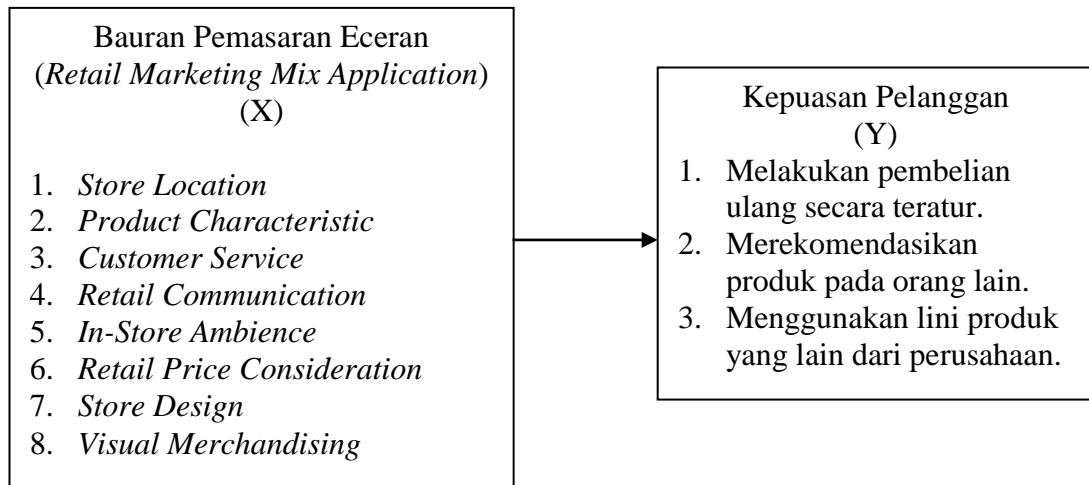 Bauran Pemasaran Eceran
(Retail Marketing Mix Application)
(X)
1. Store Location
2. Product Characteristic
3. Customer Service
4. Retail Communication
5. In-Store Ambience
6. Retail Price Consideration
7. Store Design
8. Visual Merchandising
Kepuasan Pelanggan
(Y)
1. Melakukan pembelian
ulang secara teratur.
2. Merekomendasikan
produk pada orang lain.
3. Menggunakan lini produk
yang lain dari perusahaan.